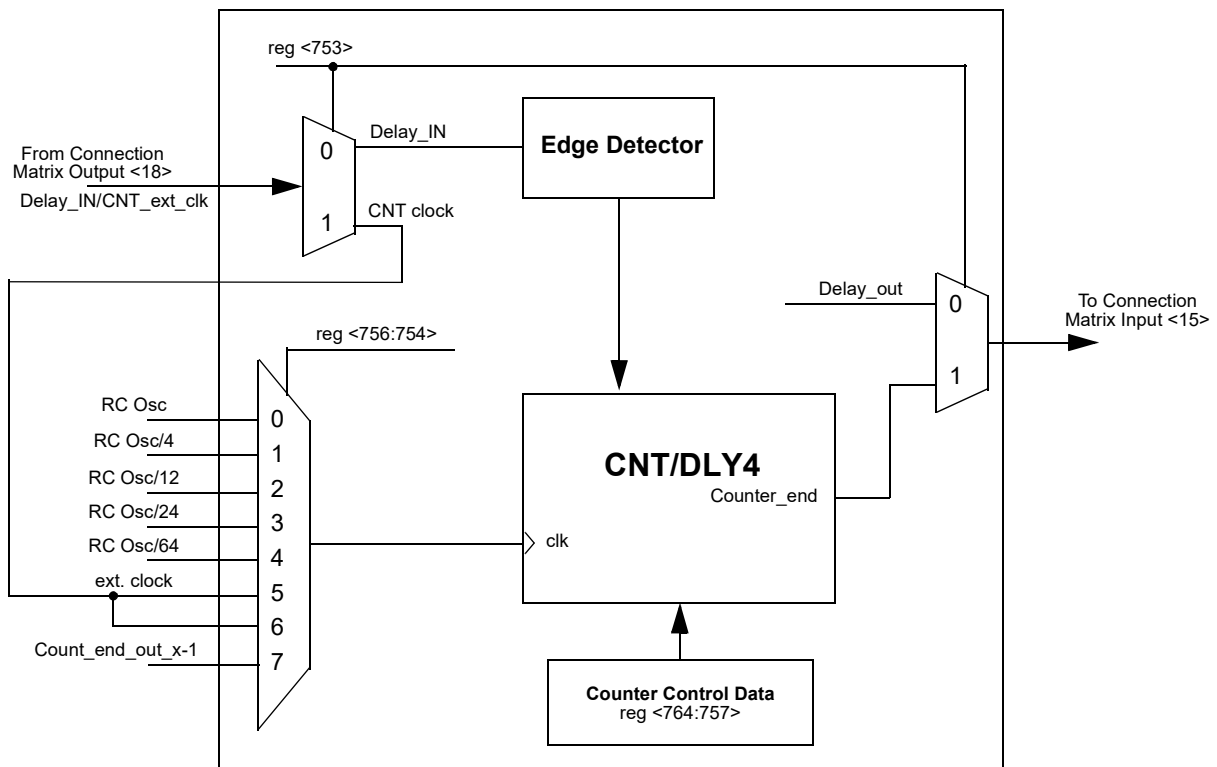 reg <753>
0
Delay_IN
Edge Detector
From Connection
Matrix Output <18>
Delay_IN/CNT_ext_clk
1
CNT clock
Delay_out
0
To Connection
Matrix Input <15>
1
reg <756:754>
RC Osc
0
RC Osc/4
1
RC Osc/12
2
RC Osc/24
3
RC Osc/64
4
ext. clock
5
6
Count_end_out_x-1
7
CNT/DLY4
Counter_end
clk
Counter Control Data
reg <764:757>